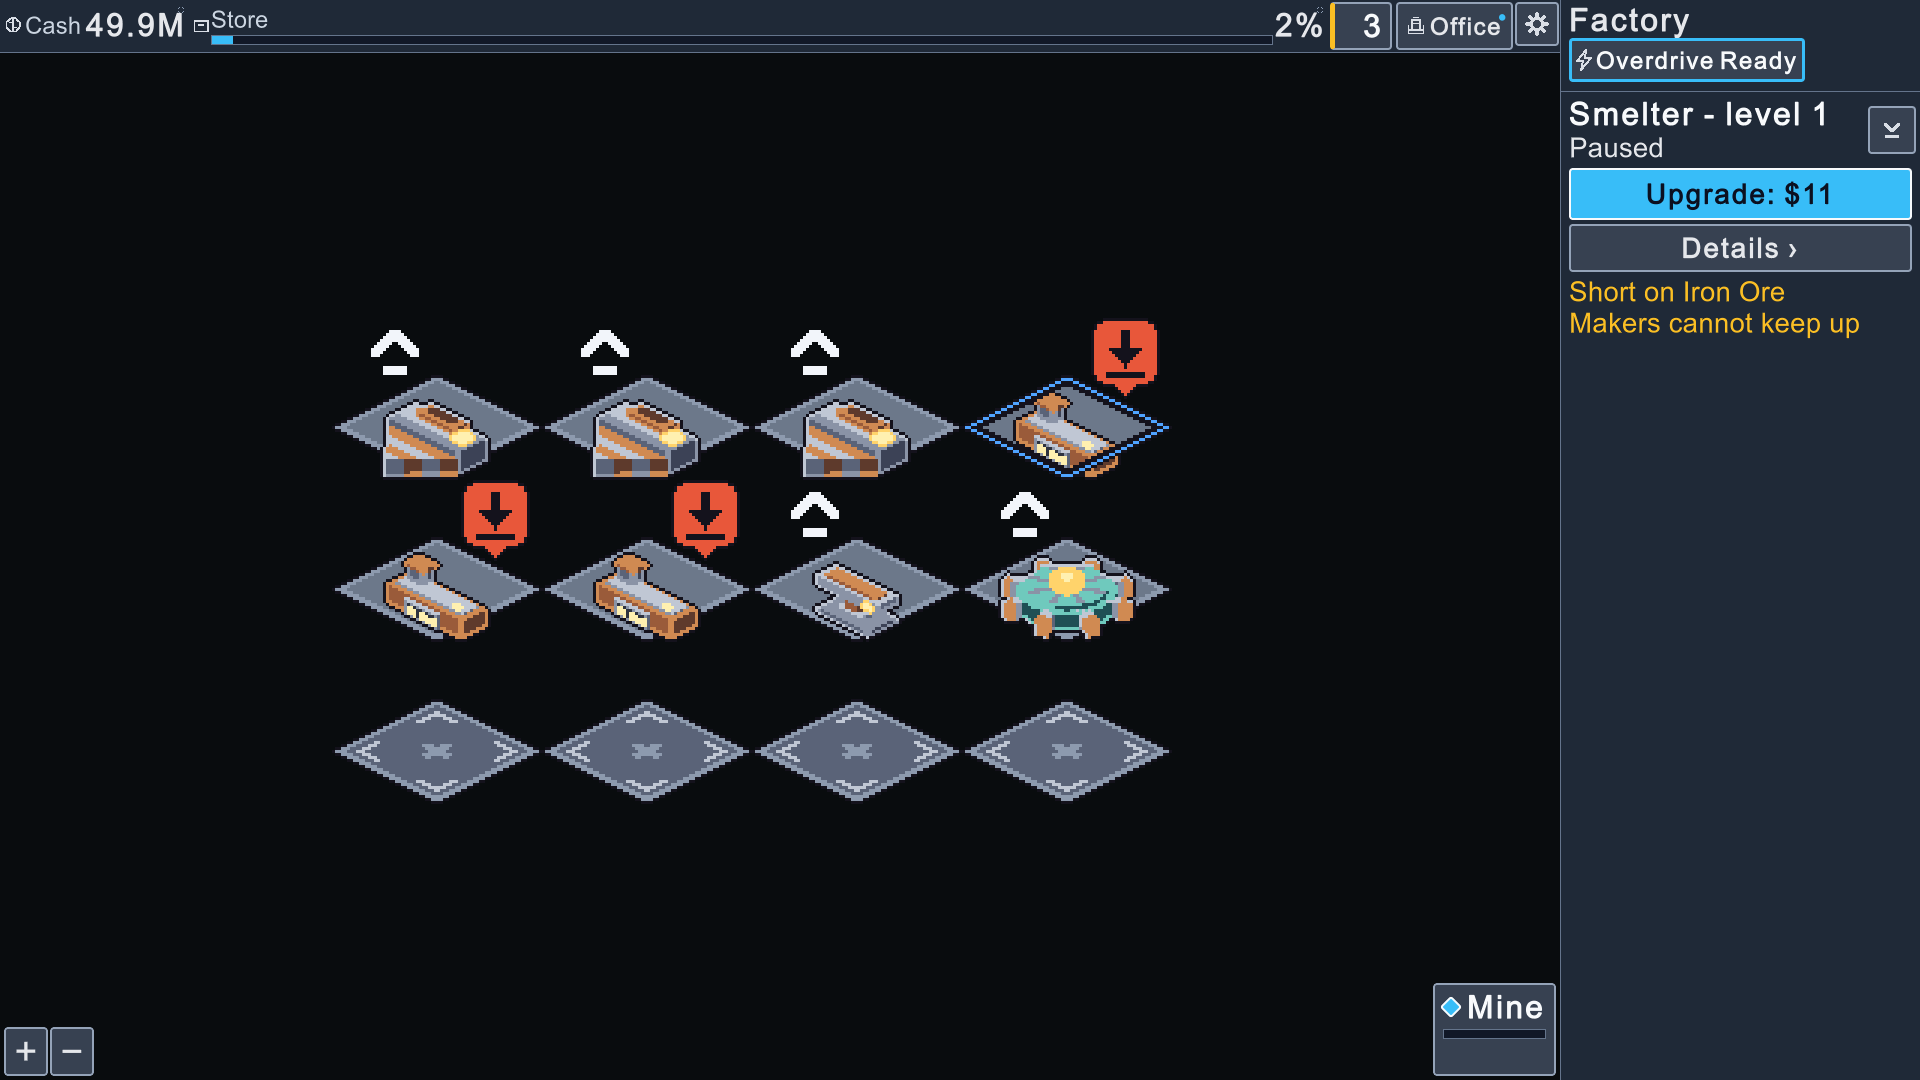 Cash 49.9M
Store
2%
3
Office
Factory
Overdrive Ready
Smelter - level 1
Paused
Upgrade: $11
Details ›
Short on Iron Ore
Makers cannot keep up
Mine
+ −